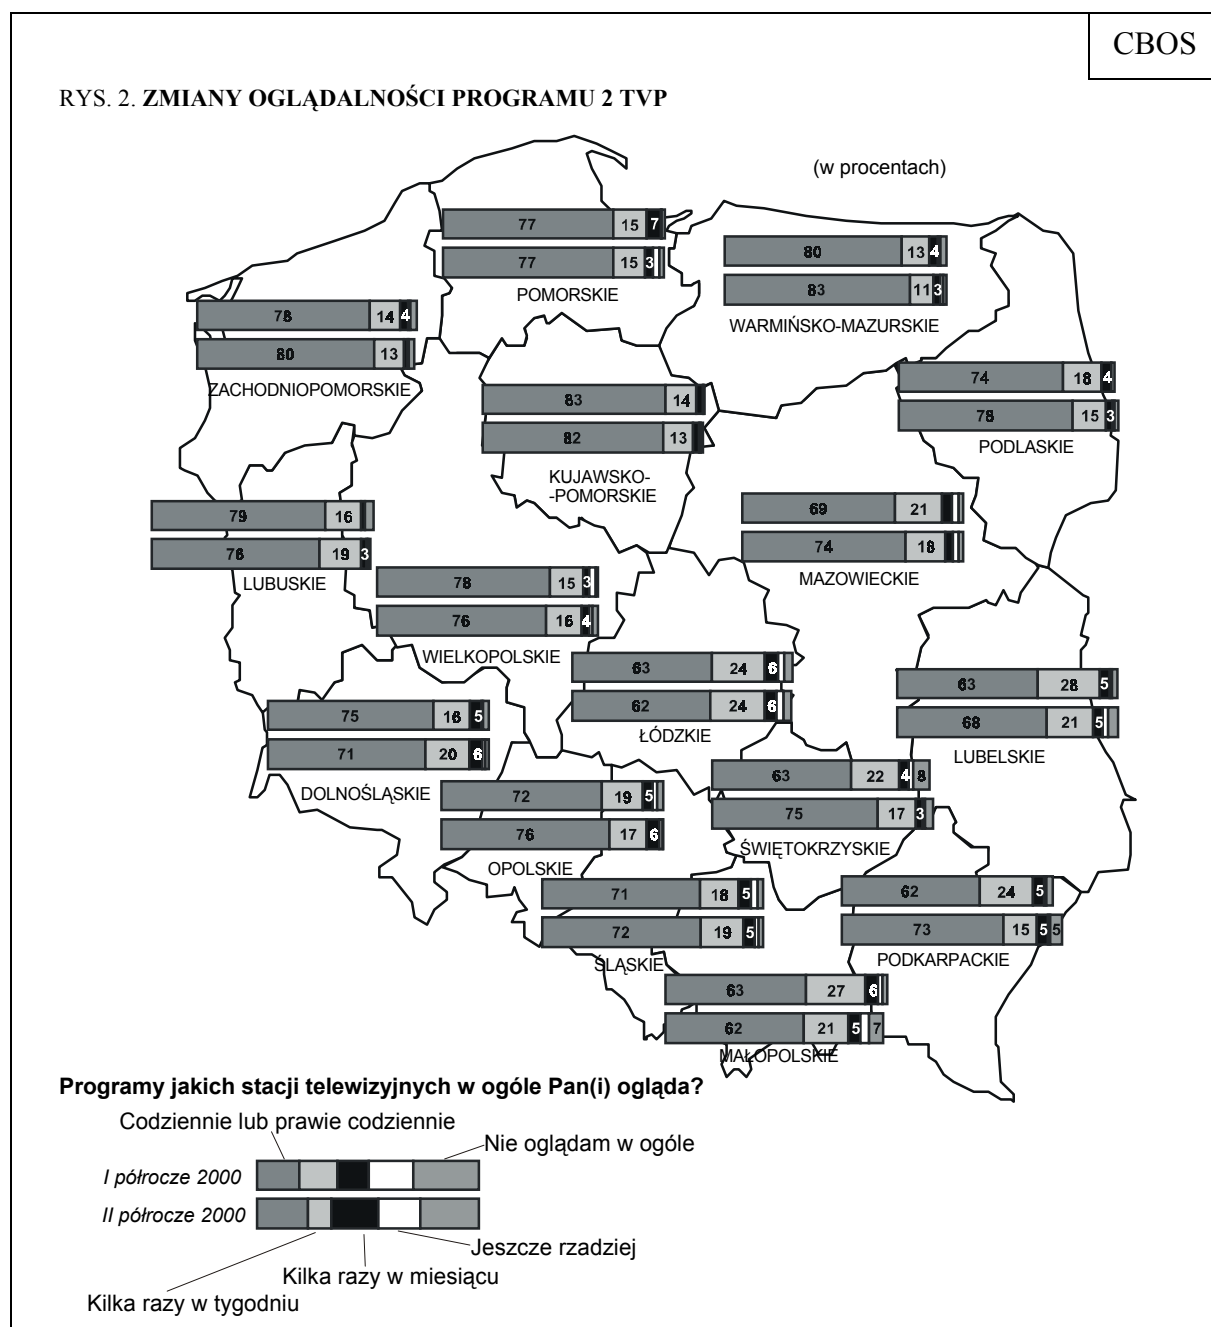 CBOS
RYS. 2. ZMIANY OGLĄDALNOŚCI PROGRAMU 2 TVP
(w procentach)
77 15 7
77 15 3
POMORSKIE
80 13 4
83 11 3
WARMIŃSKO-MAZURSKIE
78 14 4
80 13
ZACHODNIOPOMORSKIE
83 14
82 13
KUJAWSKO-
-POMORSKIE
74 18 4
78 15 3
PODLASKIE
79 16
76 19 3
LUBUSKIE
69 21
74 18
MAZOWIECKIE
78 15 3
76 16 4
WIELKOPOLSKIE
63 24 6
62 24 6
ŁÓDZKIE
63 28 5
68 21 5
LUBELSKIE
75 16 5
71 20 6
DOLNOŚLĄSKIE
72 19 5
76 17 6
OPOLSKIE
63 22 4 8
75 17 3
ŚWIĘTOKRZYSKIE
71 18 5
72 19 5
ŚLĄSKIE
62 24 5
73 15 5 5
PODKARPACKIE
63 27 6
62 21 5 7
MAŁOPOLSKIE
Programy jakich stacji telewizyjnych w ogóle Pan(i) ogląda?
Codziennie lub prawie codziennie
Nie oglądam w ogóle
I półrocze 2000
II półrocze 2000
Jeszcze rzadziej
Kilka razy w miesiącu
Kilka razy w tygodniu